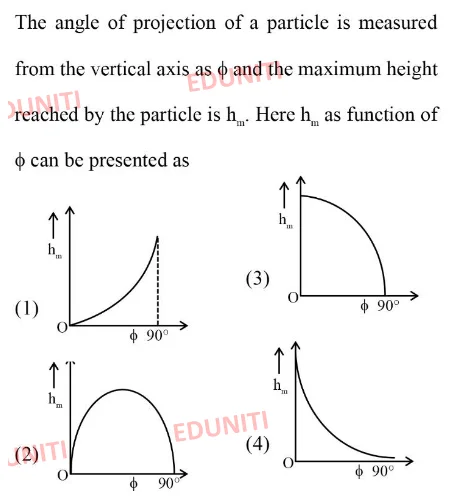 The angle of projection of a particle is measured
from the vertical axis as ϕ and the maximum height
reached by the particle is hₘ. Here hₘ as function of
ϕ can be presented as
EDUNITI
DUNITI
(1)
hₘ
O
ϕ 90°
(3)
hₘ
O
ϕ 90°
(2)
hₘ
O
ϕ 90°
(4)
hₘ
O
ϕ 90°
EDUNITI
UNITI